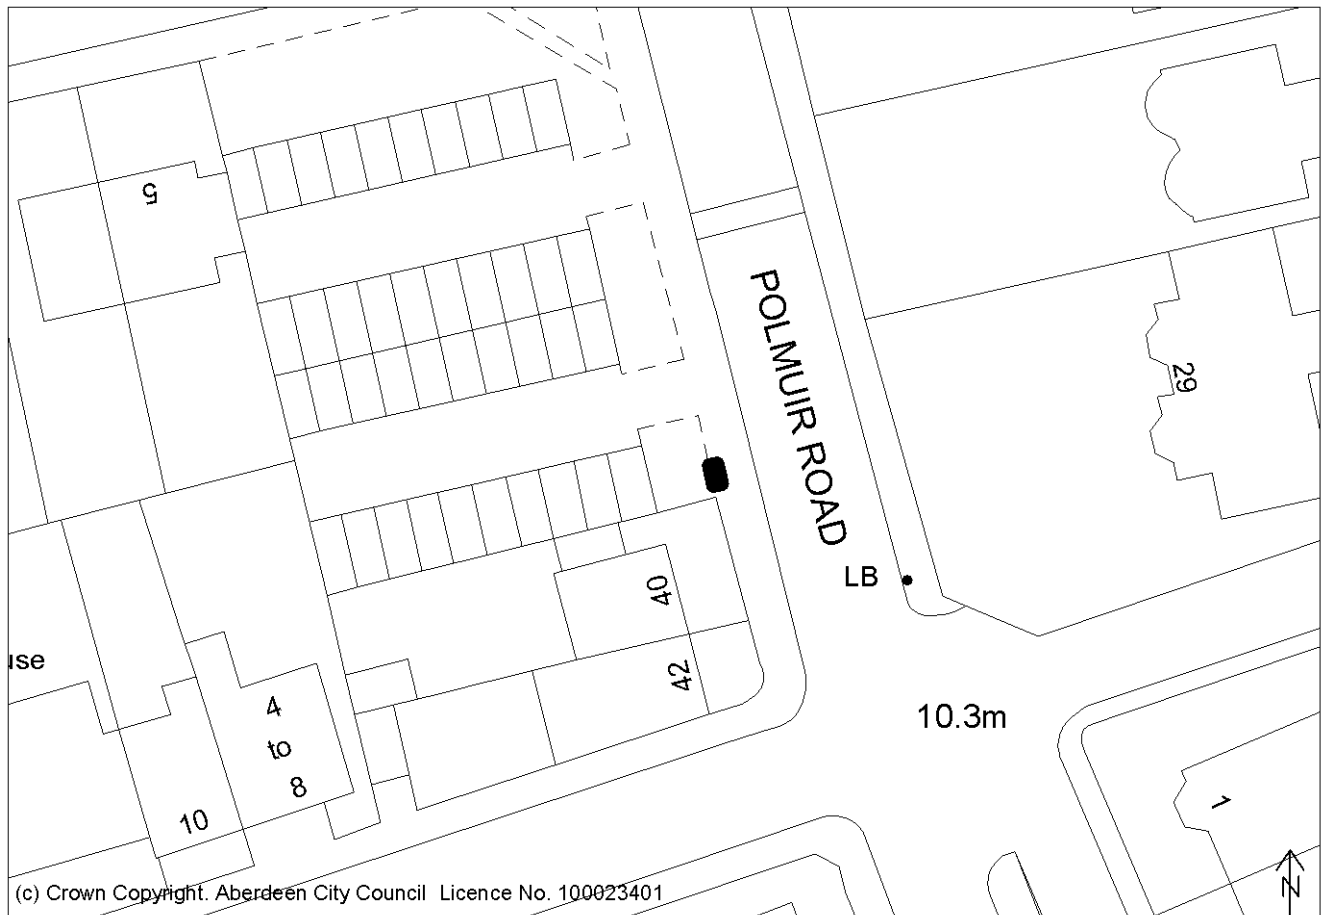 5
POLMUIR ROAD
29
LB
40
42
use
4
to
8
10
10.3m
1
N
(c) Crown Copyright. Aberdeen City Council Licence No. 100023401